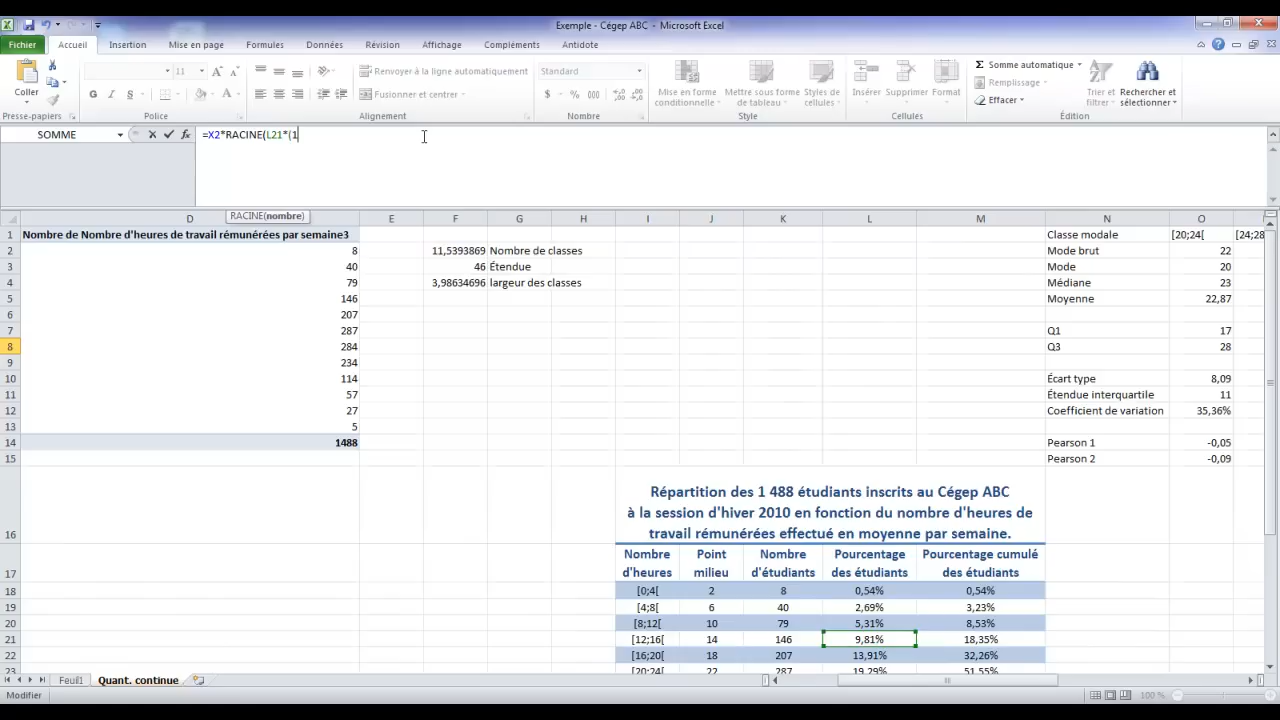 Exemple - Cégep ABC - Microsoft Excel
Fichier Accueil Insertion Mise en page Formules Données Révision Affichage Compléments Antidote
Coller
11
Renvoyer à la ligne automatiquement
Fusionner et centrer
Standard
Mise en forme conditionnelle
Mettre sous forme de tableau
Styles de cellules
Insérer Supprimer Format
Somme automatique
Remplissage
Effacer
Trier et filtrer
Rechercher et sélectionner
Presse-papiers Police Alignement Nombre Style Cellules Édition
SOMME =X2*RACINE(L21*(1
RACINE(nombre)
D E F G H I J K L M N O
1 Nombre de Nombre d'heures de travail rémunérées par semaine3 Classe modale [20;24[ [24;28
2 8 11,5393869 Nombre de classes Mode brut 22
3 40 46 Étendue Mode 20
4 79 3,98634696 largeur des classes Médiane 23
5 146 Moyenne 22,87
6 207
7 287 Q1 17
8 284 Q3 28
9 234
10 114 Écart type 8,09
11 57 Étendue interquartile 11
12 27 Coefficient de variation 35,36%
13 5
14 1488 Pearson 1 -0,05
15 Pearson 2 -0,09
Répartition des 1 488 étudiants inscrits au Cégep ABC
à la session d'hiver 2010 en fonction du nombre d'heures de
16 travail rémunérées effectué en moyenne par semaine.
Nombre Point Nombre Pourcentage Pourcentage cumulé
17 d'heures milieu d'étudiants des étudiants des étudiants
18 [0;4[ 2 8 0,54% 0,54%
19 [4;8[ 6 40 2,69% 3,23%
20 [8;12[ 10 79 5,31% 8,53%
21 [12;16[ 14 146 9,81% 18,35%
22 [16;20[ 18 207 13,91% 32,26%
23 [20;24[ 22 287 19,29% 51,55%
Feuil1 Quant. continue
Modifier 100 %